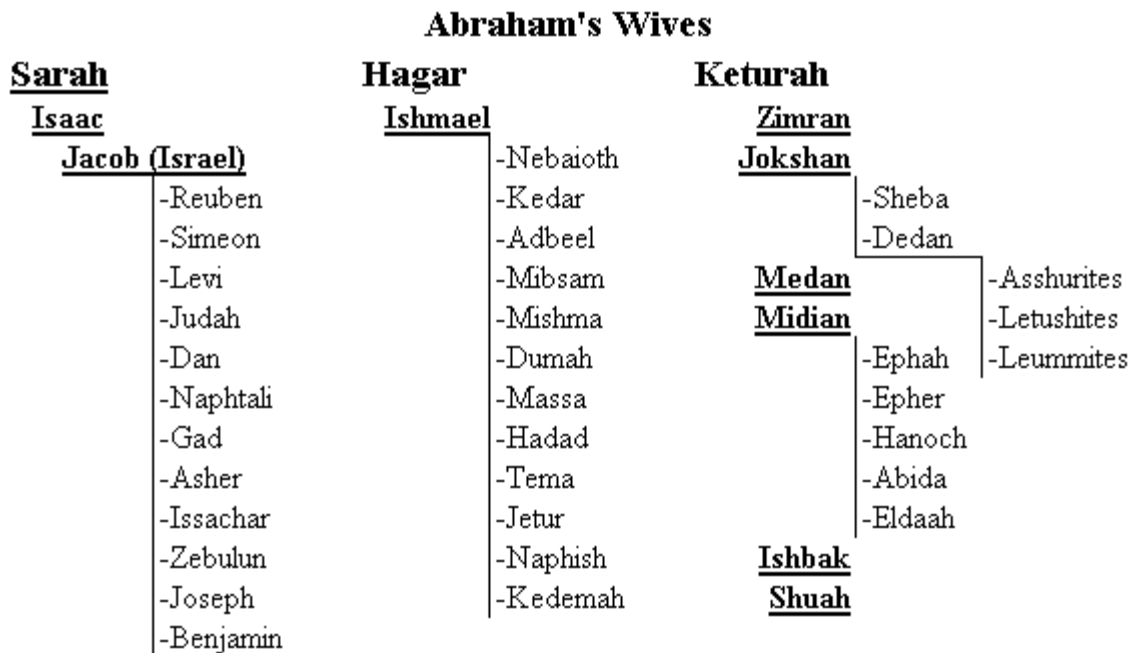 Abraham's Wives
Sarah
Isaac
Jacob (Israel)
-Reuben
-Simeon
-Levi
-Judah
-Dan
-Naphtali
-Gad
-Asher
-Issachar
-Zebulun
-Joseph
-Benjamin
Hagar
Ishmael
-Nebaioth
-Kedar
-Adbeel
-Mibsam
-Mishma
-Dumah
-Massa
-Hadad
-Tema
-Jetur
-Naphish
-Kedemah
Keturah
Zimran
Jokshan
-Sheba
-Dedan
-Asshurites
-Letushites
-Leummites
Medan
Midian
-Ephah
-Epher
-Hanoch
-Abida
-Eldaah
Ishbak
Shuah